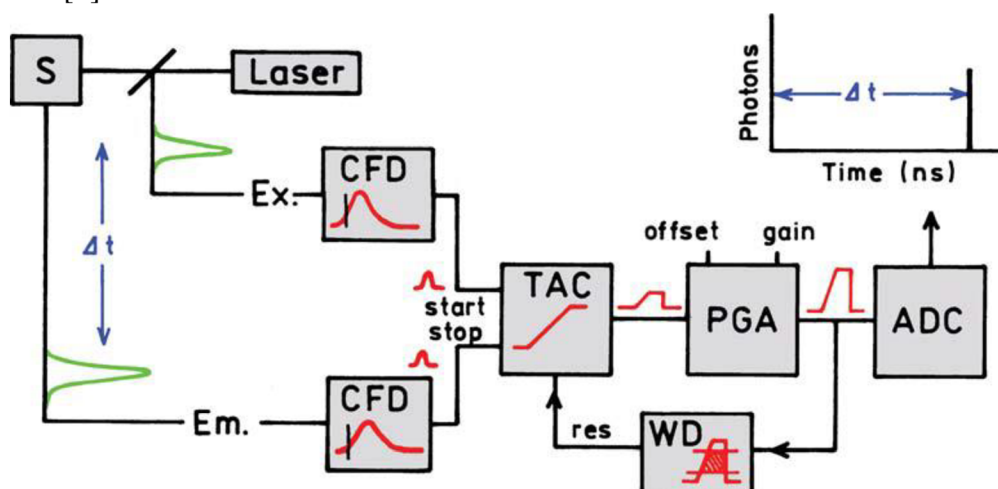 S
Laser
Photons
Δt
Time (ns)
CFD
Ex.
Δt
offset
gain
start
stop
TAC
PGA
ADC
CFD
Em.
res
WD